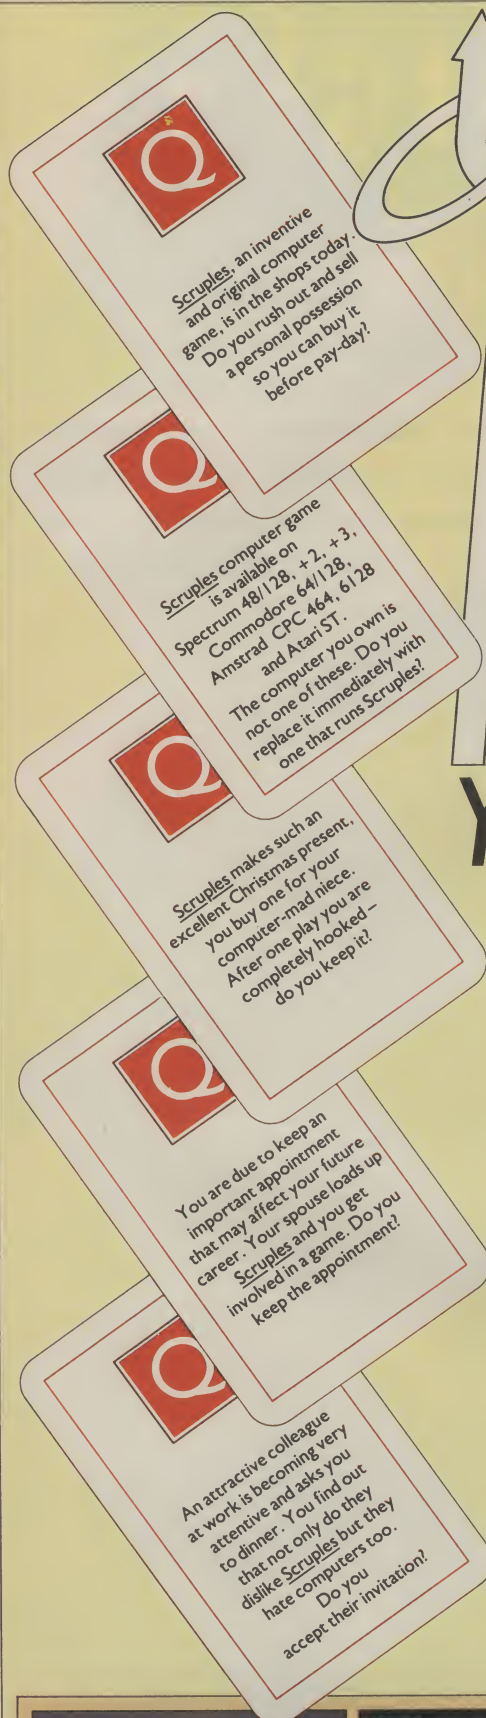 Q
Scruples, an inventive
and original computer
game, is in the shops today.
Do you rush out and sell
a personal possession
so you can buy it
before pay-day?
Q
Scruples computer game
is available on
Spectrum 48/128, +2, +3,
Commodore 64/128,
Amstrad CPC 464, 6128
and Atari ST.
The computer you own is
not one of these. Do you
replace it immediately with
one that runs Scruples?
Q
Scruples makes such an
excellent Christmas present,
you buy one for your
computer-mad niece.
After one play you are
completely hooked –
do you keep it?
Q
You are due to keep an
important appointment
that may affect your future
career. Your spouse loads up
Scruples and you get
involved in a game. Do you
keep the appointment?
Q
An attractive colleague
at work is becoming very
attentive and asks you
to dinner. You find out
that not only do they
dislike Scruples but they
hate computers too.
Do you
accept their invitation?